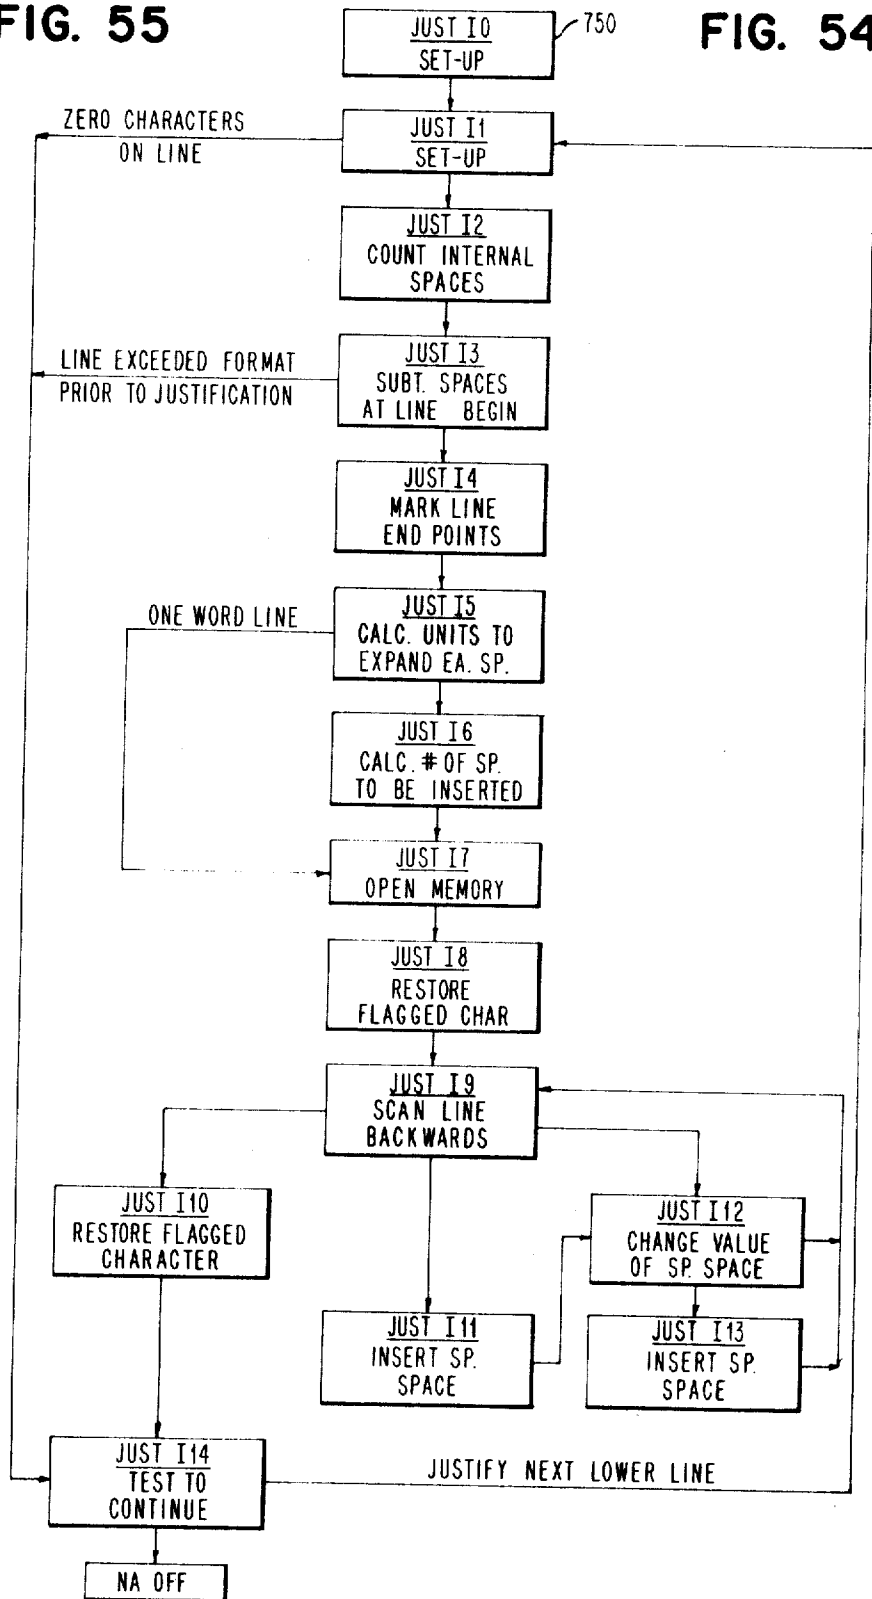 FIG. 55
FIG. 54
JUST I0
SET-UP
750
ZERO CHARACTERS
ON LINE
JUST I1
SET-UP
JUST I2
COUNT INTERNAL
SPACES
LINE EXCEEDED FORMAT
PRIOR TO JUSTIFICATION
JUST I3
SUBT. SPACES
AT LINE BEGIN
JUST I4
MARK LINE
END POINTS
ONE WORD LINE
JUST I5
CALC. UNITS TO
EXPAND EA. SP.
JUST I6
CALC. # OF SP.
TO BE INSERTED
JUST I7
OPEN MEMORY
JUST I8
RESTORE
FLAGGED CHAR
JUST I9
SCAN LINE
BACKWARDS
JUST I10
RESTORE FLAGGED
CHARACTER
JUST I12
CHANGE VALUE
OF SP. SPACE
JUST I11
INSERT SP.
SPACE
JUST I13
INSERT SP.
SPACE
JUST I14
TEST TO
CONTINUE
JUSTIFY NEXT LOWER LINE
NA OFF